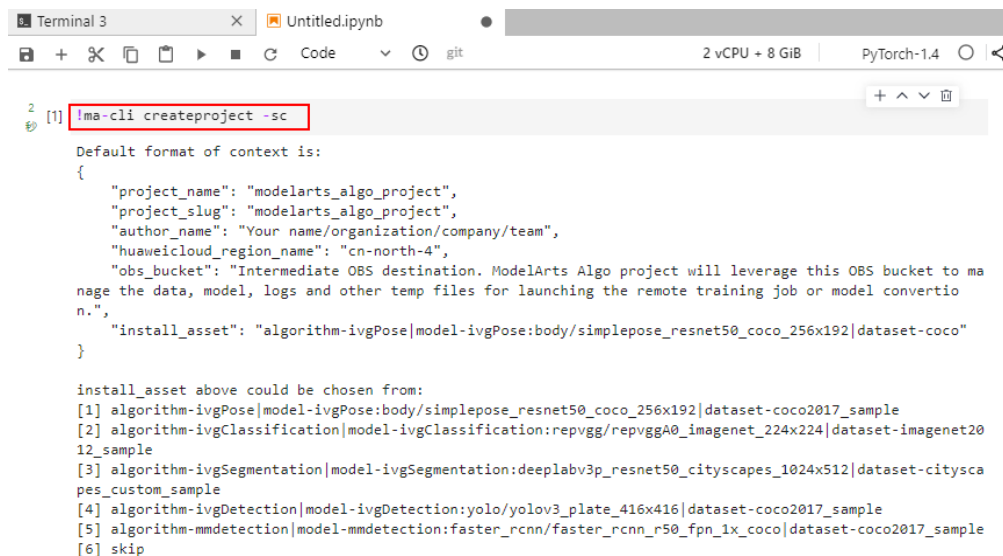 Terminal 3
Untitled.ipynb
Code
git
2 vCPU + 8 GiB
PyTorch-1.4
2
秒
[1] !ma-cli createproject -sc
Default format of context is:
{
"project_name": "modelarts_algo_project",
"project_slug": "modelarts_algo_project",
"author_name": "Your name/organization/company/team",
"huaweicloud_region_name": "cn-north-4",
"obs_bucket": "Intermediate OBS destination. ModelArts Algo project will leverage this OBS bucket to ma
nage the data, model, logs and other temp files for launching the remote training job or model convertio
n.",
"install_asset": "algorithm-ivgPose|model-ivgPose:body/simplepose_resnet50_coco_256x192|dataset-coco"
}
install_asset above could be chosen from:
[1] algorithm-ivgPose|model-ivgPose:body/simplepose_resnet50_coco_256x192|dataset-coco2017_sample
[2] algorithm-ivgClassification|model-ivgClassification:repvgg/repvggA0_imagenet_224x224|dataset-imagenet20
12_sample
[3] algorithm-ivgSegmentation|model-ivgSegmentation:deeplabv3p_resnet50_cityscapes_1024x512|dataset-citysca
pes_custom_sample
[4] algorithm-ivgDetection|model-ivgDetection:yolo/yolov3_plate_416x416|dataset-coco2017_sample
[5] algorithm-mmdetection|model-mmdetection:faster_rcnn/faster_rcnn_r50_fpn_1x_coco|dataset-coco2017_sample
[6] skip